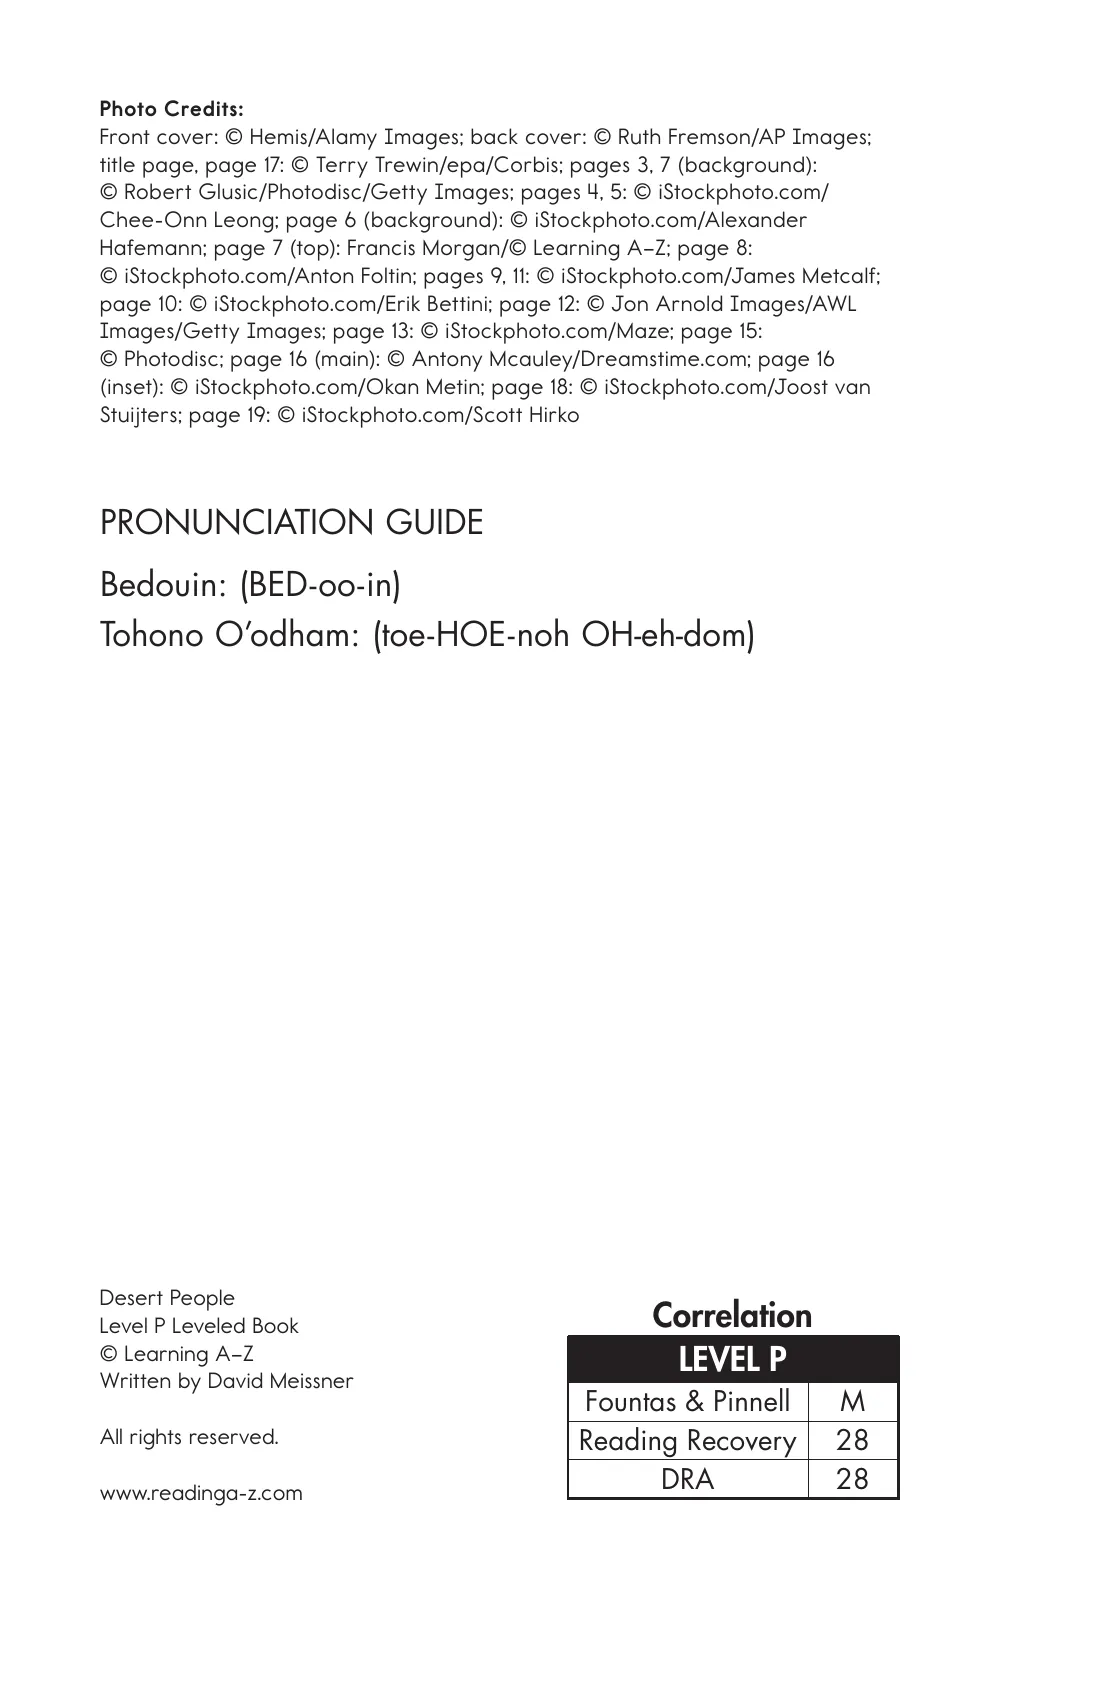 Photo Credits:
Front cover: © Hemis/Alamy Images; back cover: © Ruth Fremson/AP Images;
title page, page 17: © Terry Trewin/epa/Corbis; pages 3, 7 (background):
© Robert Glusic/Photodisc/Getty Images; pages 4, 5: © iStockphoto.com/
Chee-Onn Leong; page 6 (background): © iStockphoto.com/Alexander
Hafemann; page 7 (top): Francis Morgan/© Learning A–Z; page 8:
© iStockphoto.com/Anton Foltin; pages 9, 11: © iStockphoto.com/James Metcalf;
page 10: © iStockphoto.com/Erik Bettini; page 12: © Jon Arnold Images/AWL
Images/Getty Images; page 13: © iStockphoto.com/Maze; page 15:
© Photodisc; page 16 (main): © Antony Mcauley/Dreamstime.com; page 16
(inset): © iStockphoto.com/Okan Metin; page 18: © iStockphoto.com/Joost van
Stuijters; page 19: © iStockphoto.com/Scott Hirko
PRONUNCIATION GUIDE
Bedouin: (BED-oo-in)
Tohono O’odham: (toe-HOE-noh OH-eh-dom)
Desert People
Level P Leveled Book
© Learning A–Z
Written by David Meissner
All rights reserved.
www.readinga-z.com
Correlation
LEVEL P
Fountas & Pinnell M
Reading Recovery 28
DRA 28